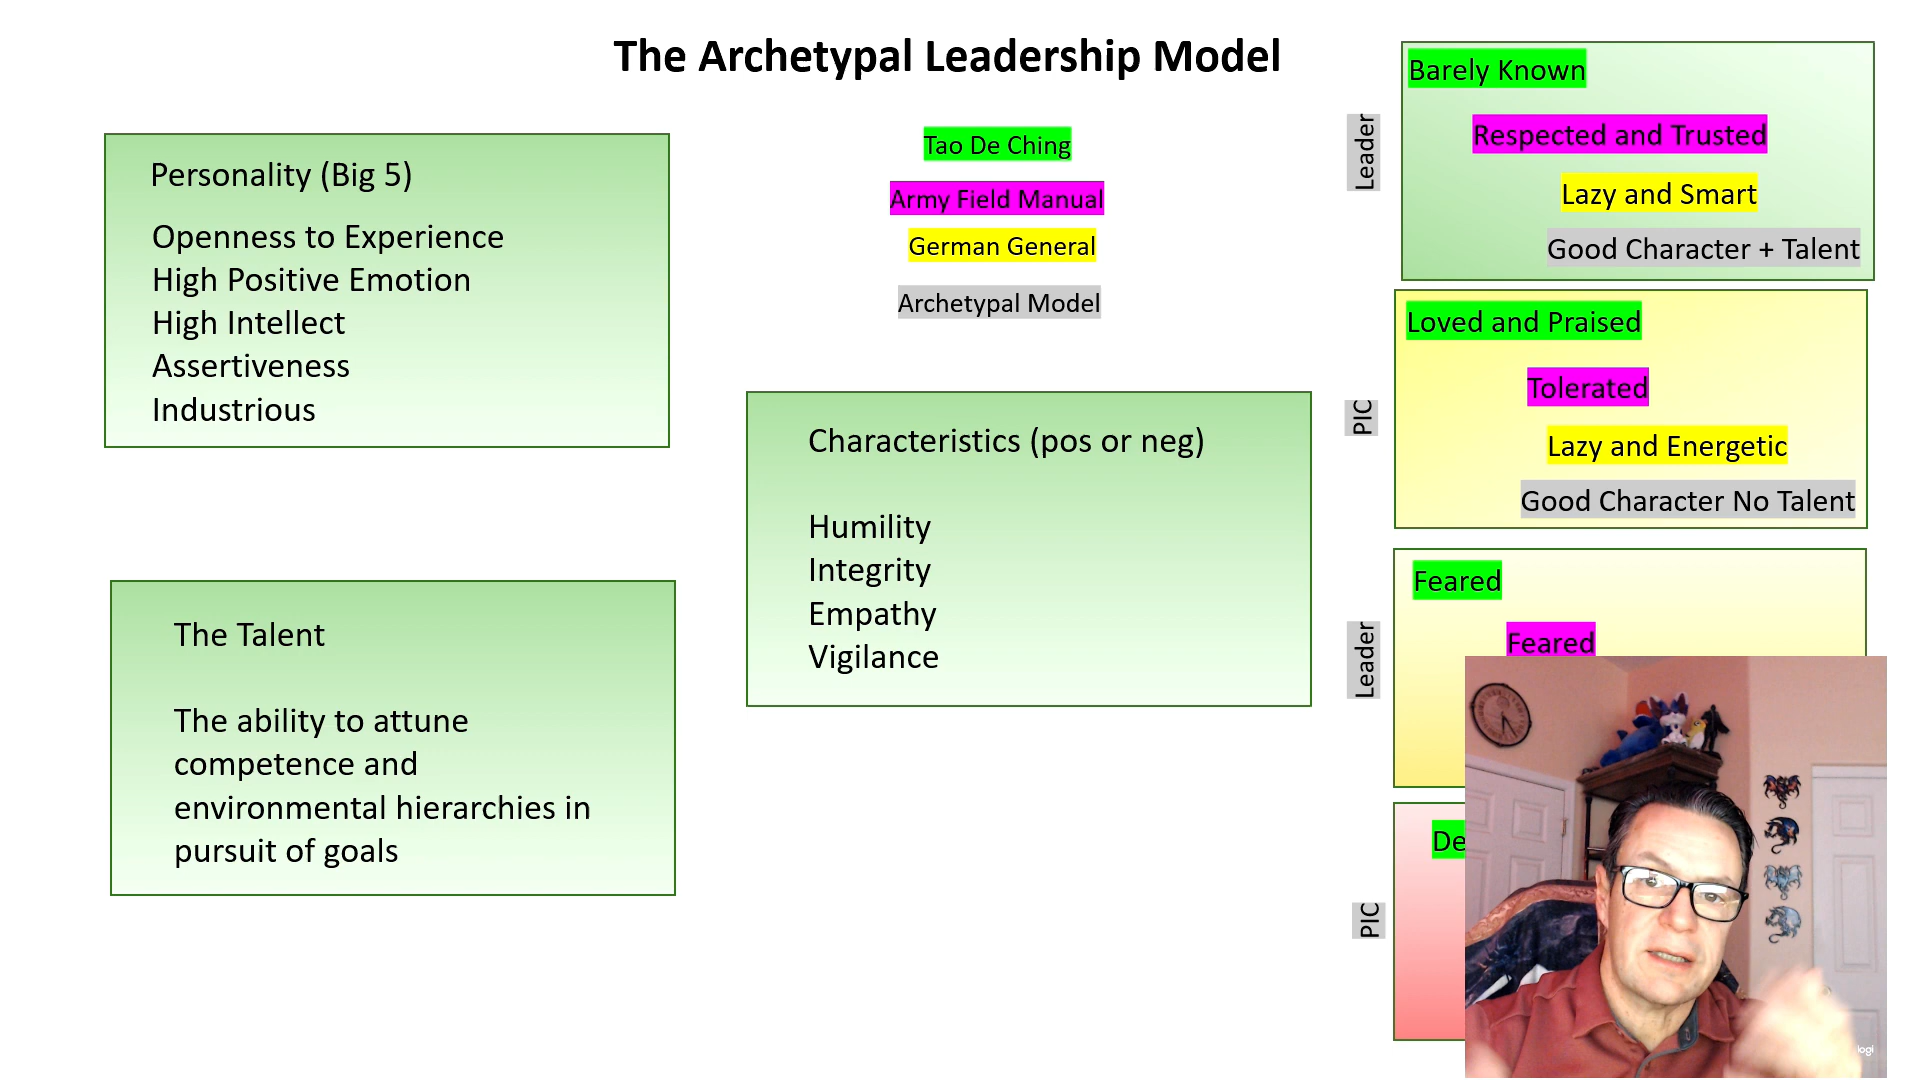 The Archetypal Leadership Model
Personality (Big 5)
Openness to Experience
High Positive Emotion
High Intellect
Assertiveness
Industrious
The Talent
The ability to attune
competence and
environmental hierarchies in
pursuit of goals
Tao De Ching
Army Field Manual
German General
Archetypal Model
Characteristics (pos or neg)
Humility
Integrity
Empathy
Vigilance
Leader
Barely Known
Respected and Trusted
Lazy and Smart
Good Character + Talent
PIC
Loved and Praised
Tolerated
Lazy and Energetic
Good Character No Talent
Leader
Feared
Feared
PIC
De
logi